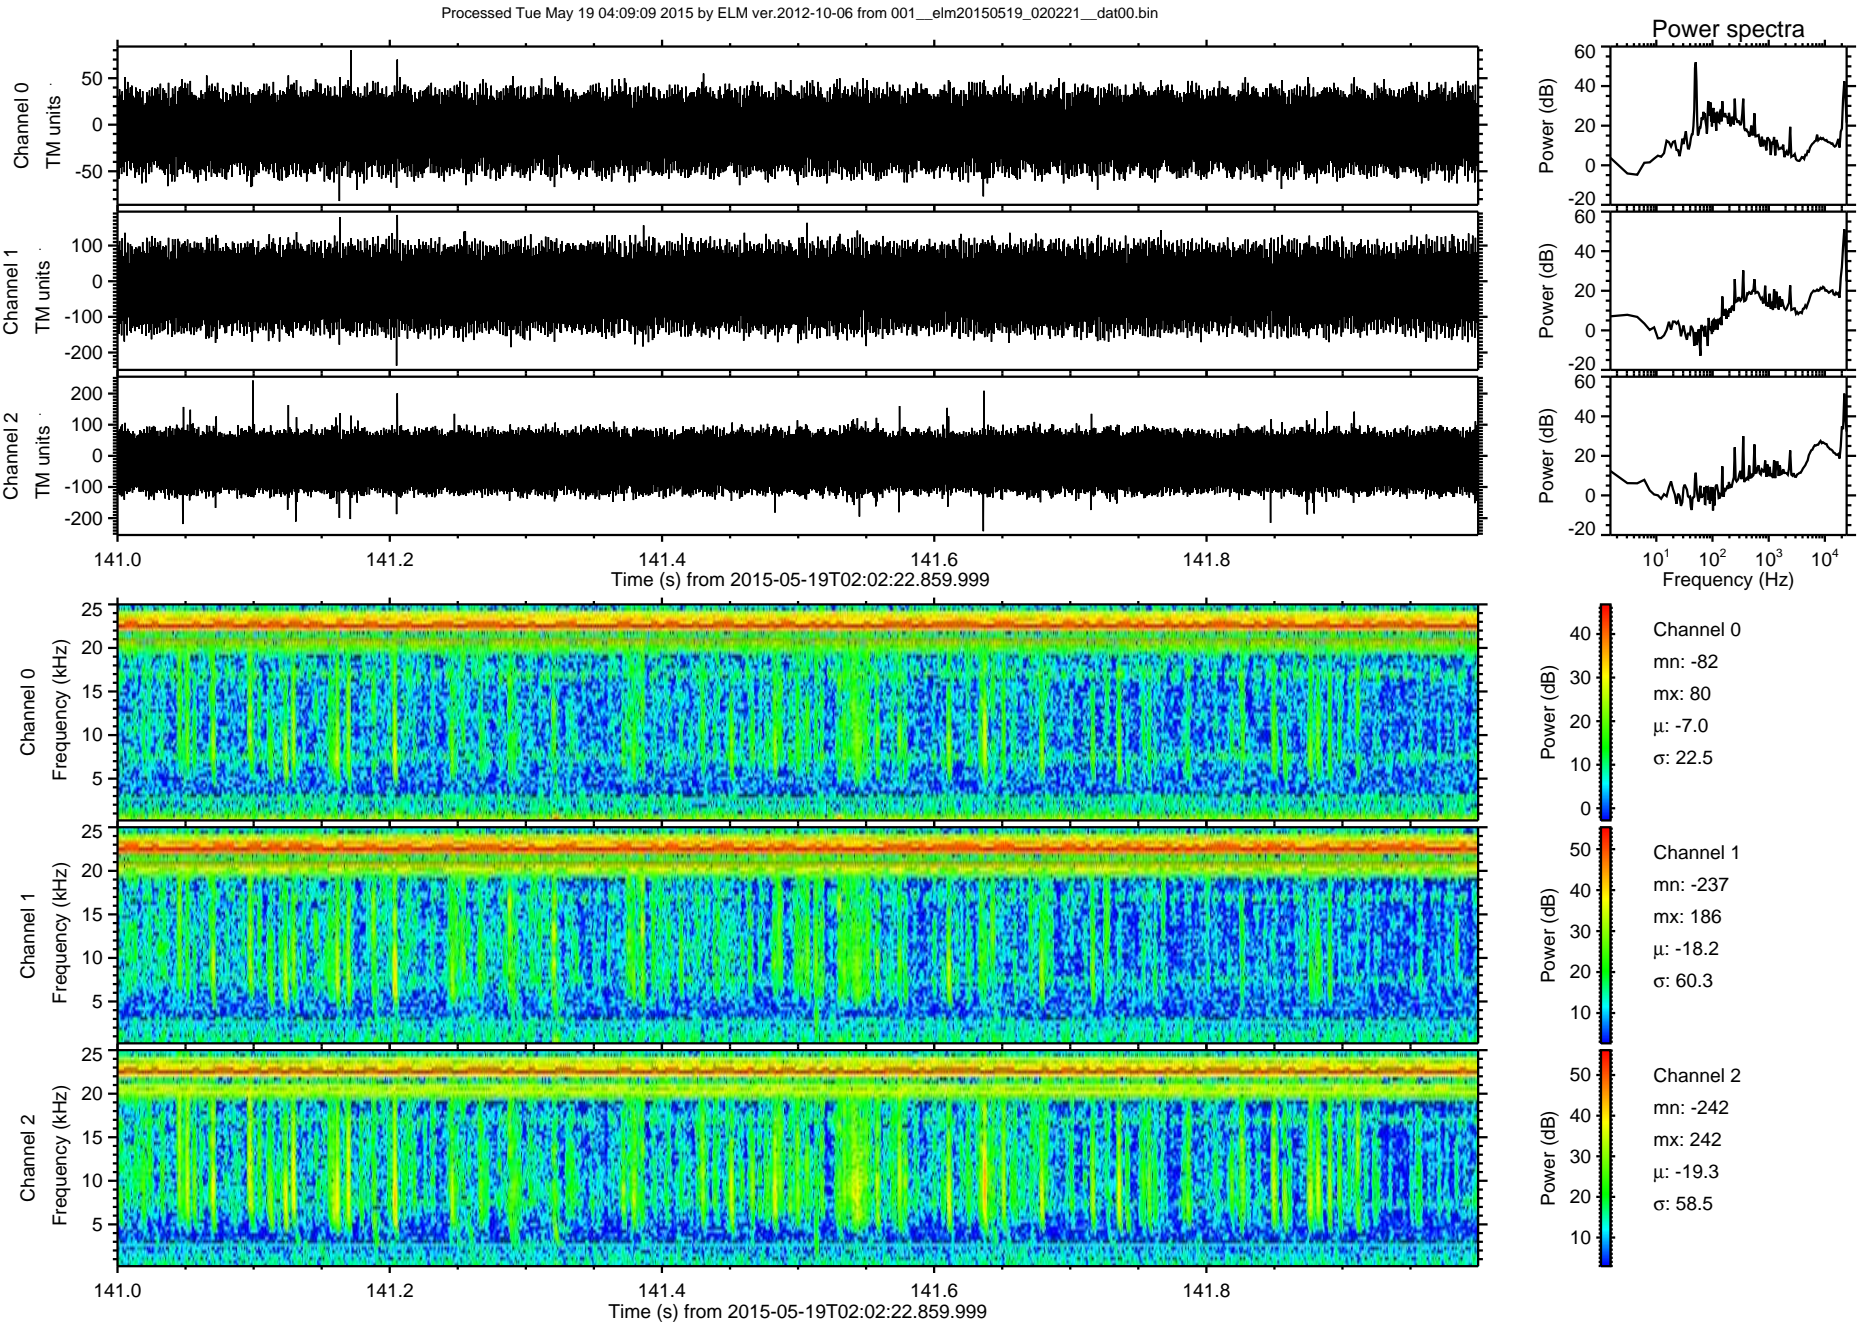 Processed Tue May 19 04:09:09 2015 by ELM ver.2012-10-06 from 001__elm20150519_020221__dat00.bin
Power spectra
Channel 0
TM units
50
0
-50
Power (dB)
60
40
20
0
-20
Channel 1
TM units
100
0
-100
-200
Power (dB)
60
40
20
0
-20
Channel 2
TM units
200
100
0
-100
-200
Power (dB)
60
40
20
0
-20
141.0 141.2 141.4 141.6 141.8
Time (s) from 2015-05-19T02:02:22.859.999
10^1 10^2 10^3 10^4
Frequency (Hz)
Channel 0
Frequency (kHz)
25
20
15
10
5
Power (dB)
40
30
20
10
0
Channel 0
mn: -82
mx: 80
μ: -7.0
σ: 22.5
Channel 1
Frequency (kHz)
25
20
15
10
5
Power (dB)
50
40
30
20
10
Channel 1
mn: -237
mx: 186
μ: -18.2
σ: 60.3
Channel 2
Frequency (kHz)
25
20
15
10
5
Power (dB)
50
40
30
20
10
Channel 2
mn: -242
mx: 242
μ: -19.3
σ: 58.5
141.0 141.2 141.4 141.6 141.8
Time (s) from 2015-05-19T02:02:22.859.999